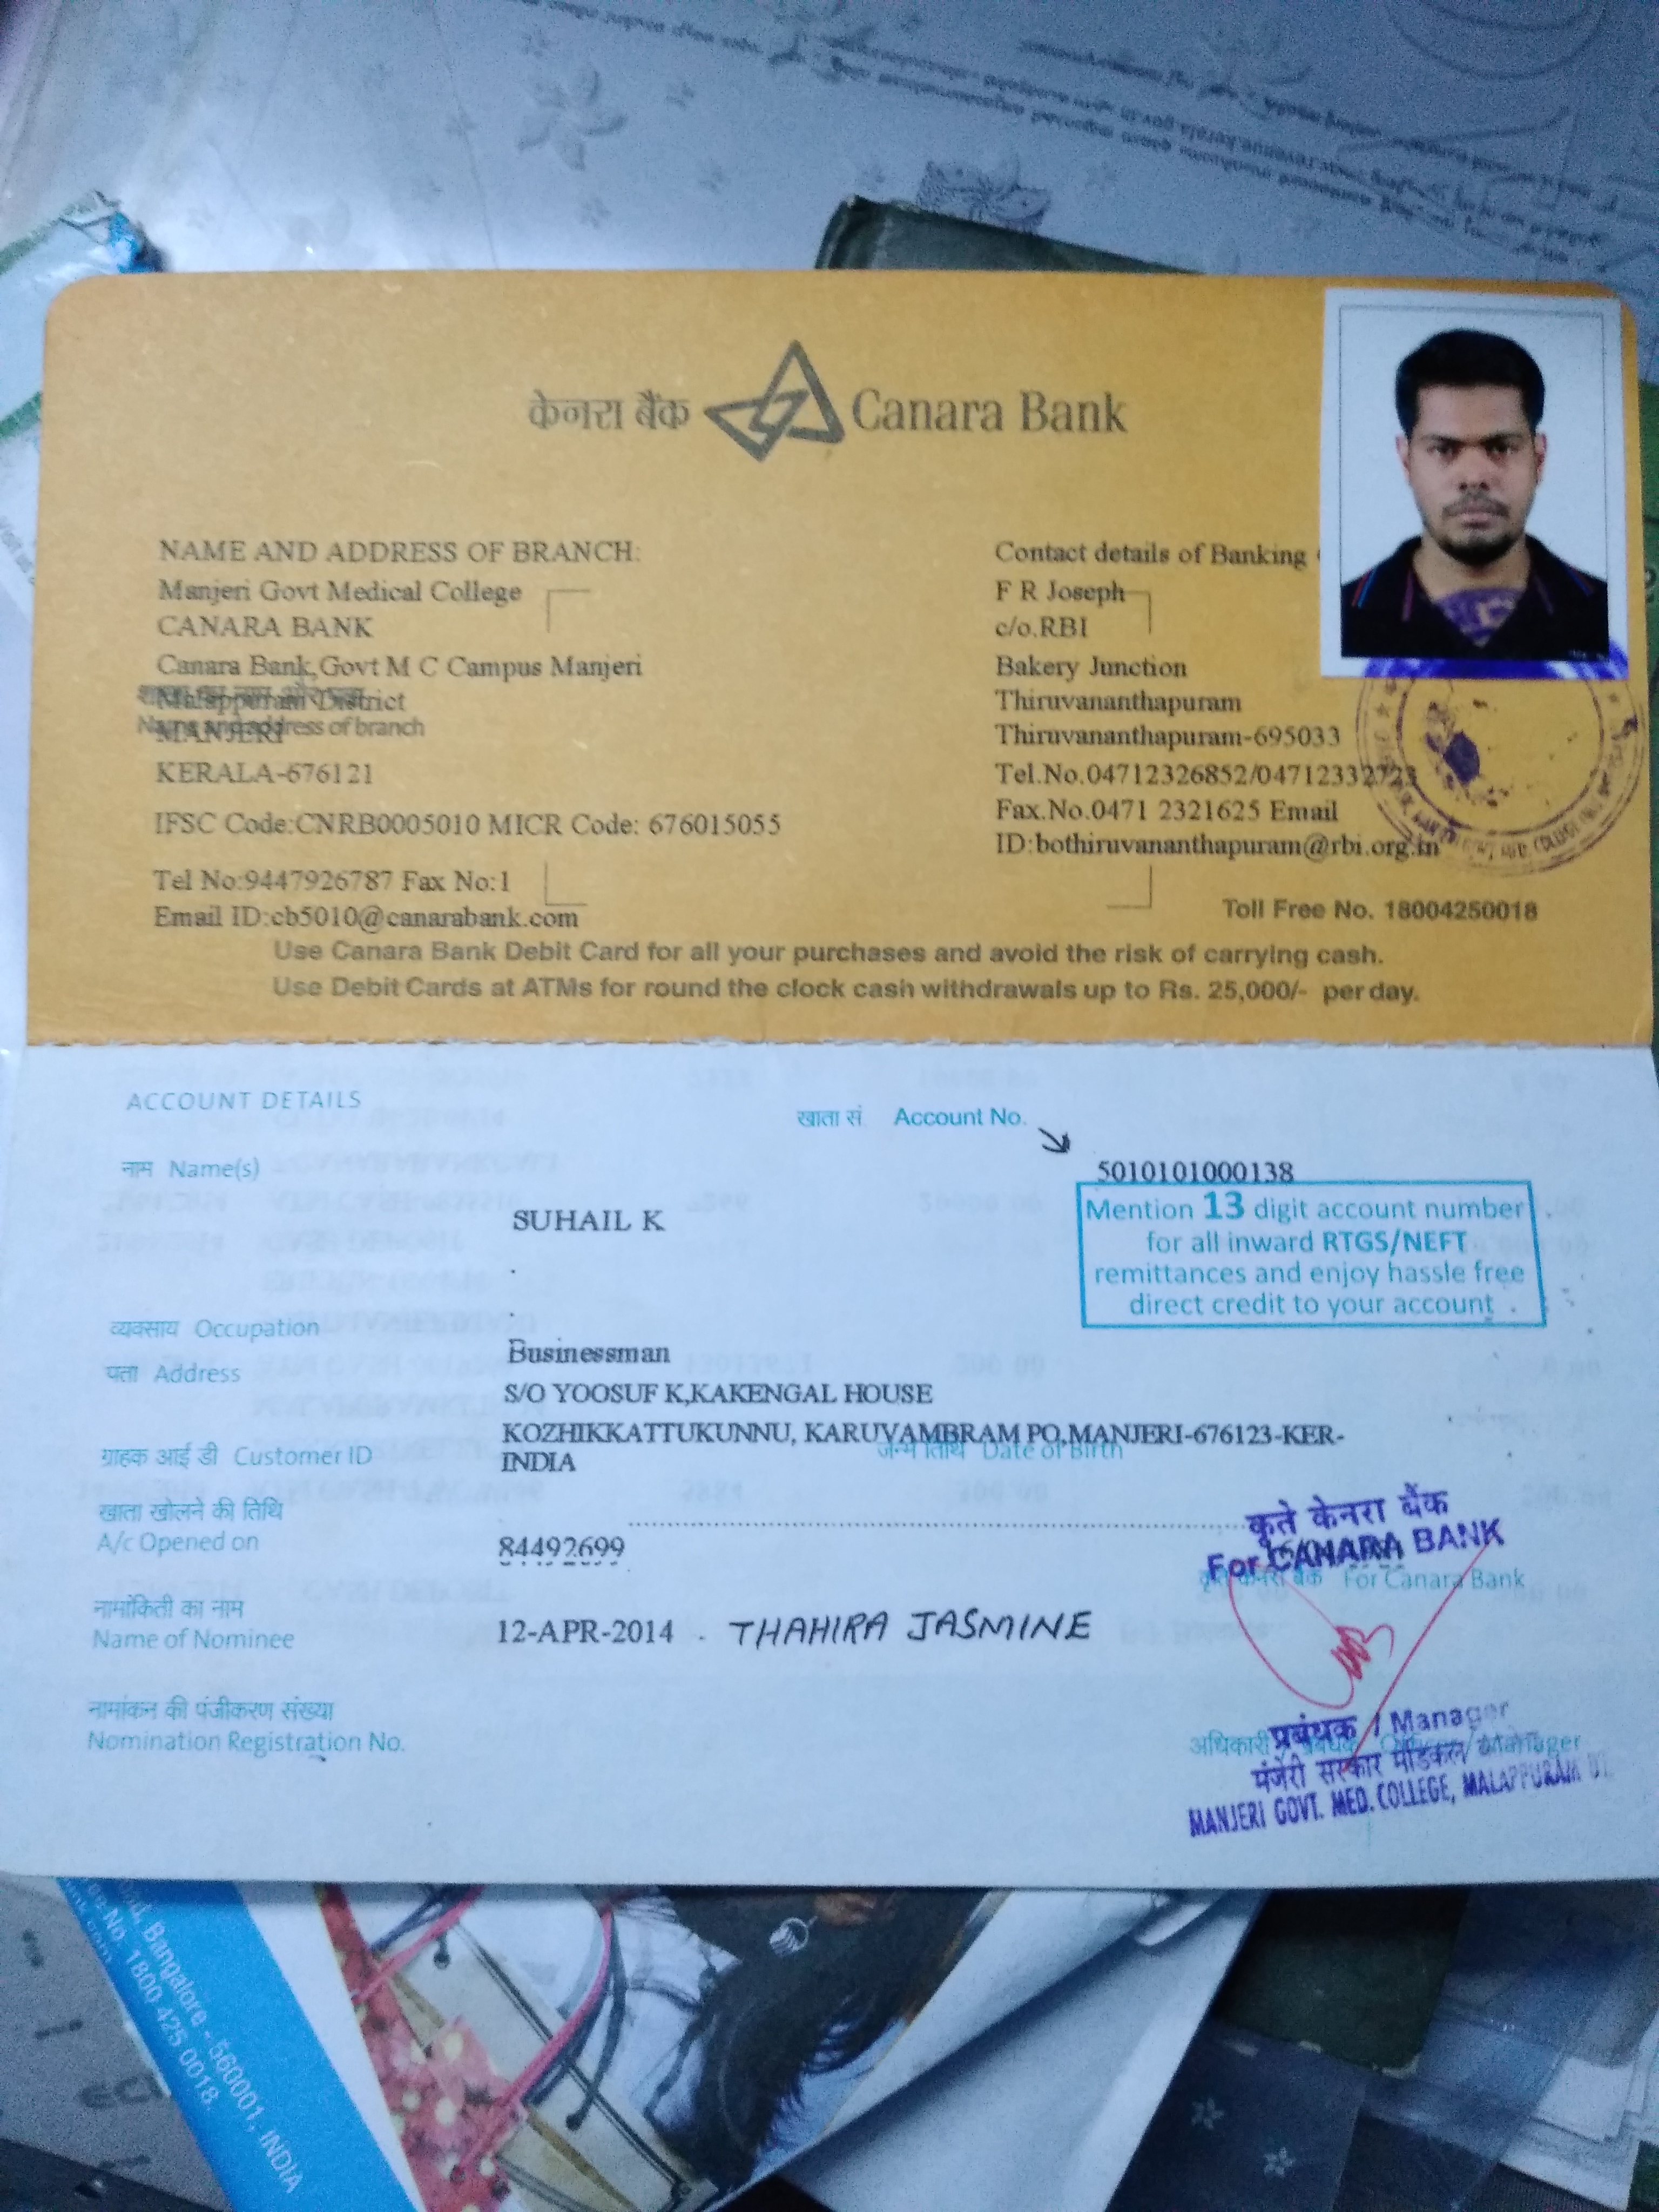 केनरा बैंक Canara Bank
NAME AND ADDRESS OF BRANCH:
Manjeri Govt Medical College
CANARA BANK
Canara Bank,Govt M C Campus Manjeri
Malappuram District
Name and address of branch
MANJERI
KERALA-676121
IFSC Code:CNRB0005010 MICR Code: 676015055
Tel No:9447926787 Fax No:1
Email ID:cb5010@canarabank.com
Contact details of Banking
F R Joseph
c/o.RBI
Bakery Junction
Thiruvananthapuram
Thiruvananthapuram-695033
Tel.No.04712326852/04712332723
Fax.No.0471 2321625 Email
ID:bothiruvananthapuram@rbi.org.in
Toll Free No. 18004250018
Use Canara Bank Debit Card for all your purchases and avoid the risk of carrying cash.
Use Debit Cards at ATMs for round the clock cash withdrawals up to Rs. 25,000/- per day.
ACCOUNT DETAILS
खाता सं Account No.
5010101000138
Mention 13 digit account number
for all inward RTGS/NEFT
remittances and enjoy hassle free
direct credit to your account
नाम Name(s)
SUHAIL K
व्यवसाय Occupation
Businessman
पता Address
S/O YOOSUF K,KAKENGAL HOUSE
KOZHIKKATTUKUNNU, KARUVAMBRAM PO,MANJERI-676123-KER-
INDIA
ग्राहक आई डी Customer ID
जन्म तिथि Date of Birth
खाता खोलने की तिथि
A/c Opened on
84492699
कृते केनरा बैंक
For CANARA BANK
कृते केनरा बैंक For Canara Bank
नामांकिती का नाम
Name of Nominee
12-APR-2014 . THAHIRA JASMINE
नामांकन की पंजीकरण संख्या
Nomination Registration No.
प्रबंधक / Manager
अधिकारी
MANJERI GOVT. MED. COLLEGE, MALAPPURAM
Bangalore - 560001, INDIA
No. 1800 425 0018.